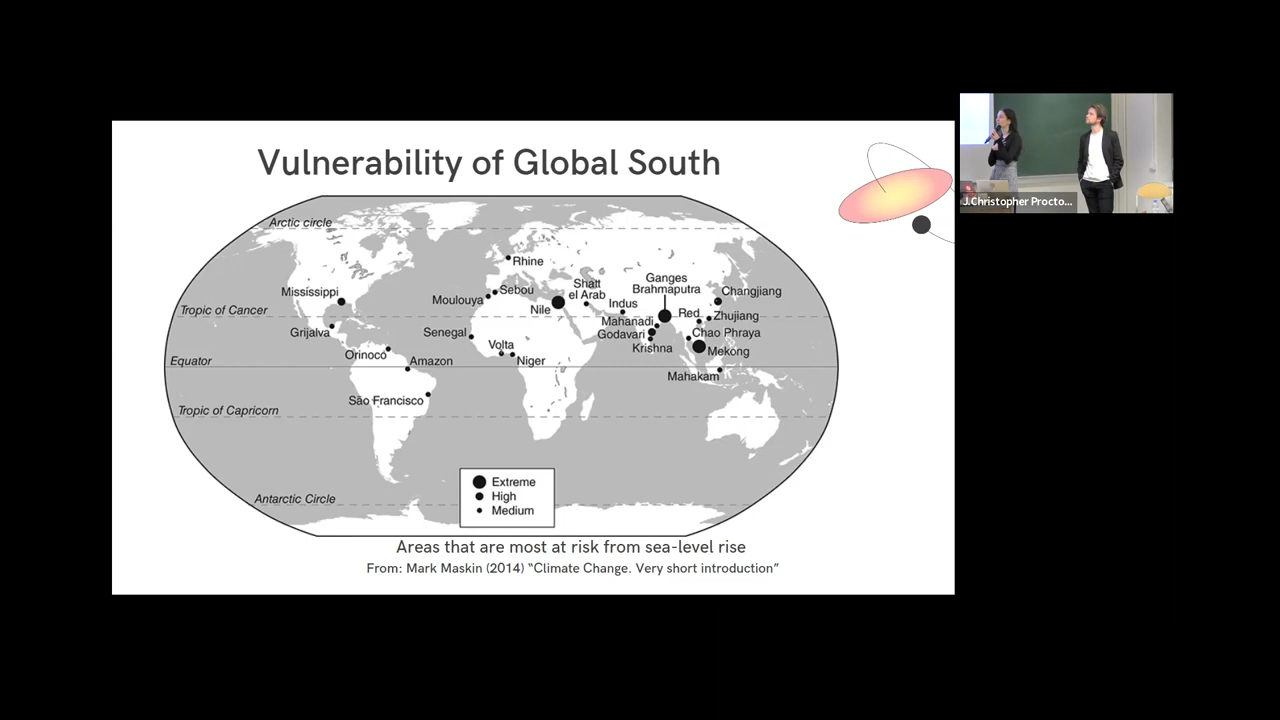 Vulnerability of Global South
Arctic circle
Rhine
Ganges
Brahmaputra
Shatt
el Arab
Mississippi
Sebou
Moulouya
Changjiang
Indus
Tropic of Cancer
Nile
Red
Zhujiang
Mahanadi
Grijalva
Senegal
Godavari
Chao Phraya
Volta
Krishna
Mekong
Orinoco
Equator
Amazon
Niger
Mahakam
São Francisco
Tropic of Capricorn
Extreme
High
Medium
Antarctic Circle
Areas that are most at risk from sea-level rise
From: Mark Maskin (2014) “Climate Change. Very short introduction”
J.Christopher Procto...